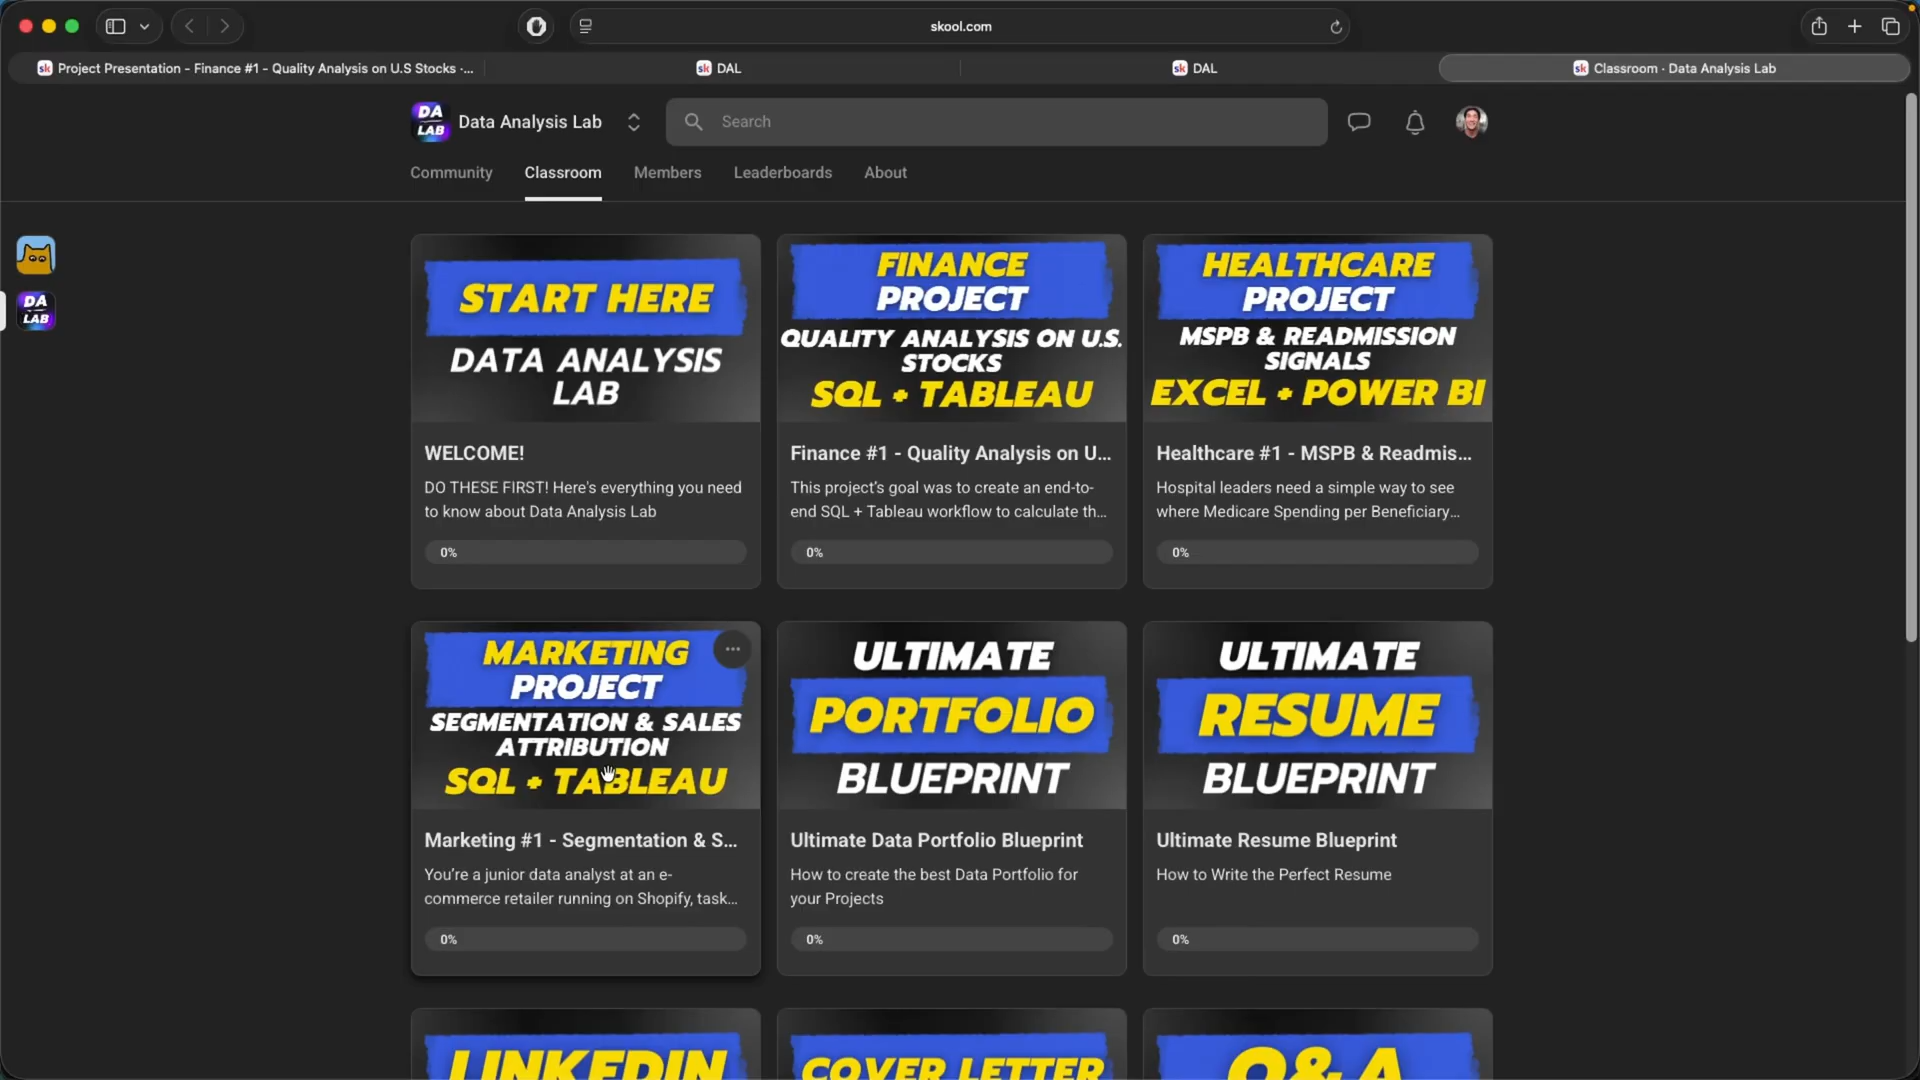 skool.com
sk Project Presentation - Finance #1 - Quality Analysis on U.S Stocks ·...
sk DAL
sk DAL
sk Classroom · Data Analysis Lab
DA
LAB
Data Analysis Lab
Search
Community
Classroom
Members
Leaderboards
About
DA
LAB
START HERE
DATA ANALYSIS
LAB
WELCOME!
DO THESE FIRST! Here's everything you need
to know about Data Analysis Lab
0%
FINANCE
PROJECT
QUALITY ANALYSIS ON U.S.
STOCKS
SQL + TABLEAU
Finance #1 - Quality Analysis on U...
This project's goal was to create an end-to-
end SQL + Tableau workflow to calculate th...
0%
HEALTHCARE
PROJECT
MSPB & READMISSION
SIGNALS
EXCEL + POWER BI
Healthcare #1 - MSPB & Readmis...
Hospital leaders need a simple way to see
where Medicare Spending per Beneficiary...
0%
MARKETING
PROJECT
SEGMENTATION & SALES
ATTRIBUTION
SQL + TABLEAU
Marketing #1 - Segmentation & S...
You're a junior data analyst at an e-
commerce retailer running on Shopify, task...
0%
ULTIMATE
PORTFOLIO
BLUEPRINT
Ultimate Data Portfolio Blueprint
How to create the best Data Portfolio for
your Projects
0%
ULTIMATE
RESUME
BLUEPRINT
Ultimate Resume Blueprint
How to Write the Perfect Resume
0%
LINKEDIN
COVER LETTER
Q&A